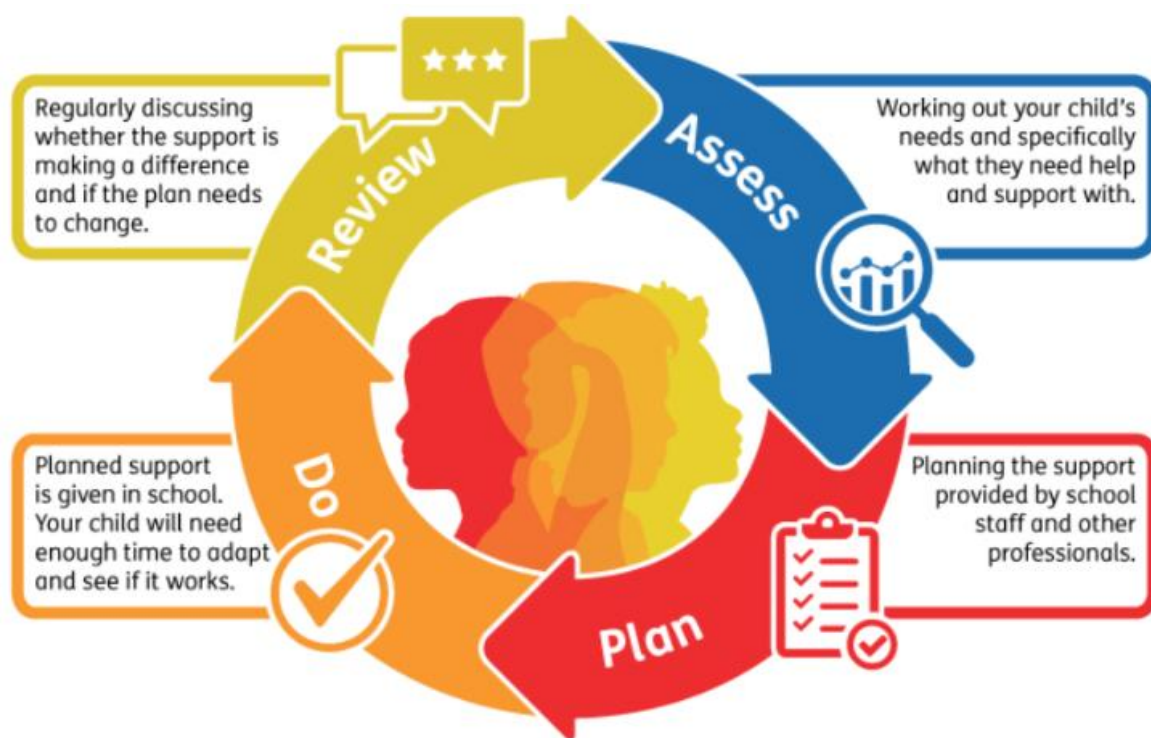 Regularly discussing
whether the support is
making a difference
and if the plan needs
to change.
Review
Assess
Working out your child's
needs and specifically
what they need help
and support with.
Planned support
is given in school.
Your child will need
enough time to adapt
and see if it works.
Do
Plan
Planning the support
provided by school
staff and other
professionals.